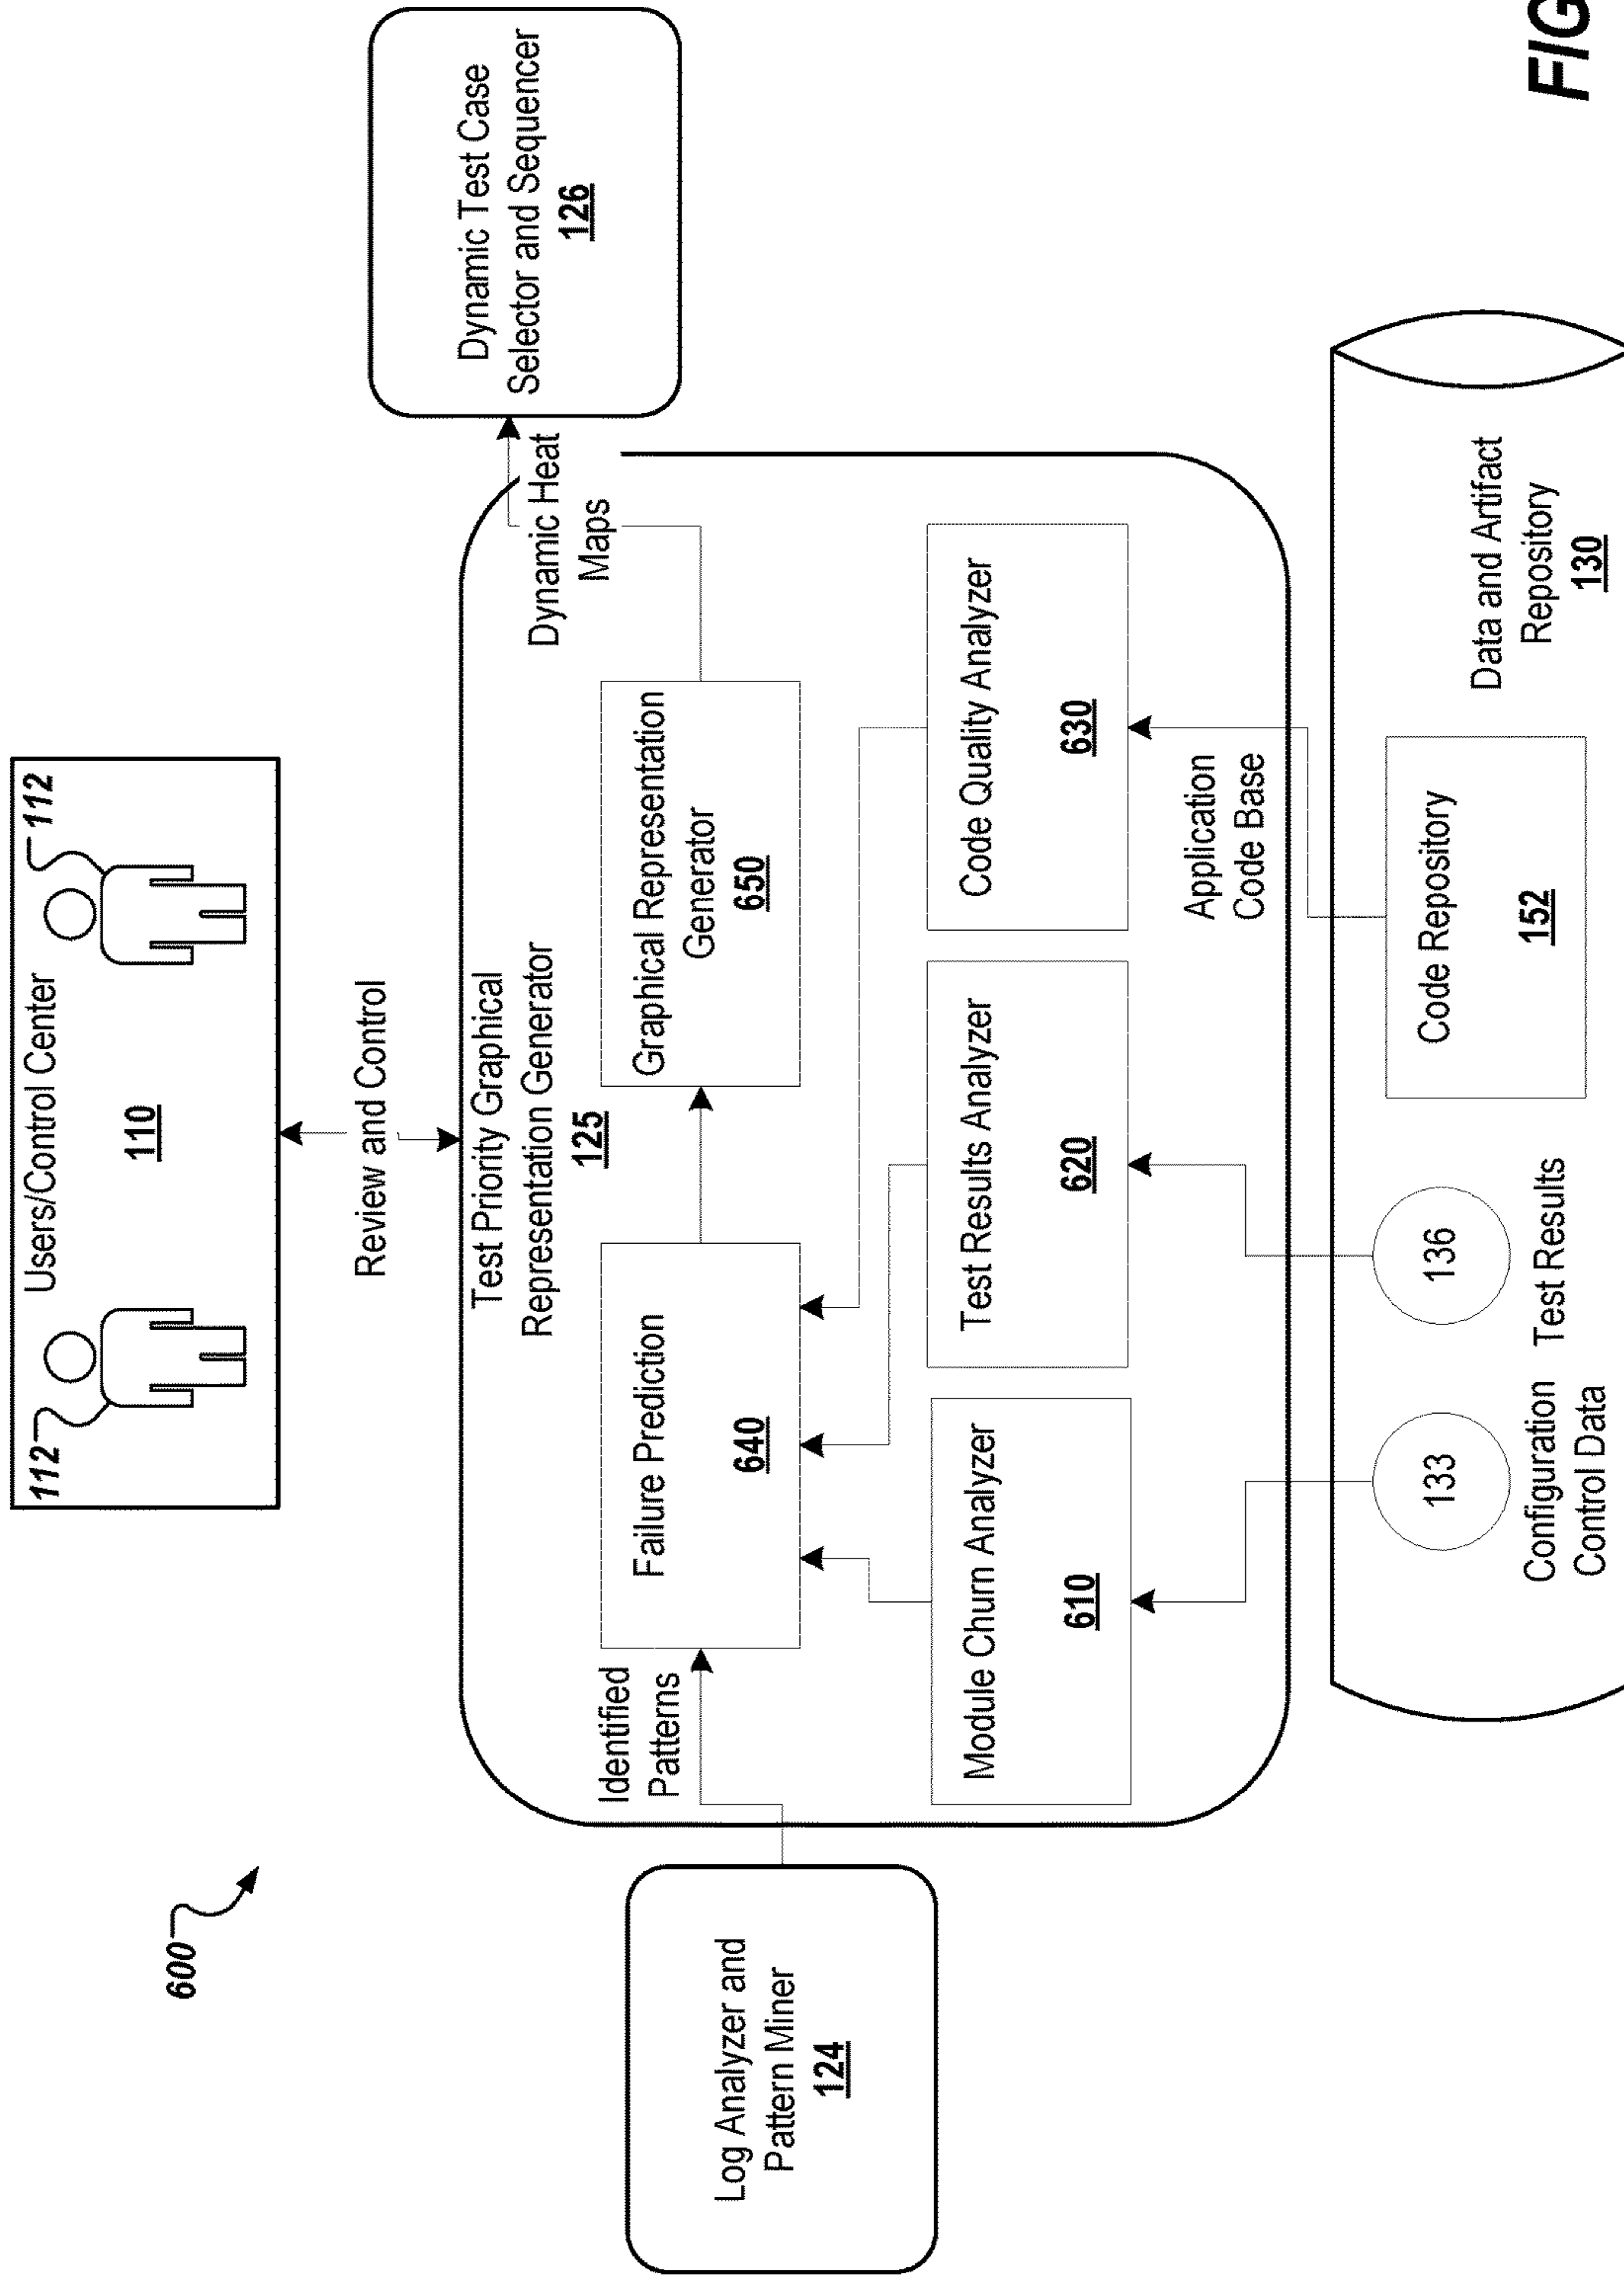 600
Users/Control Center
112
112
110
Review and Control
Test Priority Graphical
Representation Generator
125
Log Analyzer and
Pattern Miner
124
Identified
Patterns
Failure Prediction
640
Graphical Representation
Generator
650
Dynamic Heat
Maps
Dynamic Test Case
Selector and Sequencer
126
Module Churn Analyzer
610
Test Results Analyzer
620
Code Quality Analyzer
630
Application
Code Base
133
Configuration
Control Data
136
Test Results
Code Repository
152
Data and Artifact
Repository
130
FIG